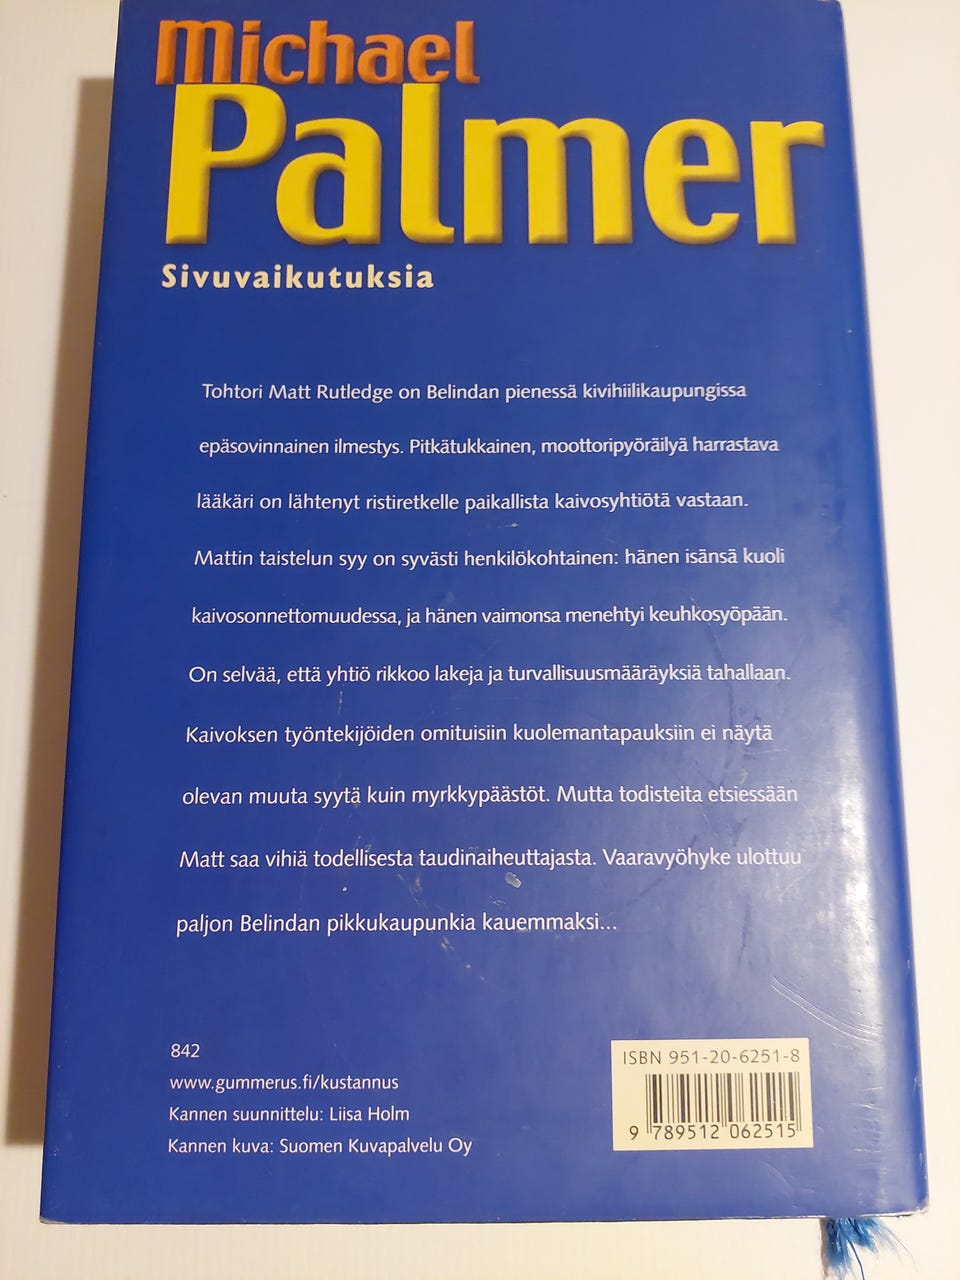 Michael
Palmer
Sivuvaikutuksia
Tohtori Matt Rutledge on Belindan pienessä kivihiilikaupungissa
epäsovinnainen ilmestys. Pitkätukkainen, moottoripyöräilyä harrastava
lääkäri on lähtenyt ristiretkelle paikallista kaivosyhtiötä vastaan.
Mattin taistelun syy on syvästi henkilökohtainen: hänen isänsä kuoli
kaivosonnettomuudessa, ja hänen vaimonsa menehtyi keuhkosyöpään.
On selvää, että yhtiö rikkoo lakeja ja turvallisuusmääräyksiä tahallaan.
Kaivoksen työntekijöiden omituisiin kuolemantapauksiin ei näytä
olevan muuta syytä kuin myrkkypäästöt. Mutta todisteita etsiessään
Matt saa vihiä todellisesta taudinaiheuttajasta. Vaaravyöhyke ulottuu
paljon Belindan pikkukaupunkia kauemmaksi...
842
www.gummerus.fi/kustannus
Kannen suunnittelu: Liisa Holm
Kannen kuva: Suomen Kuvapalvelu Oy
ISBN 951-20-6251-8
9 789512 062515